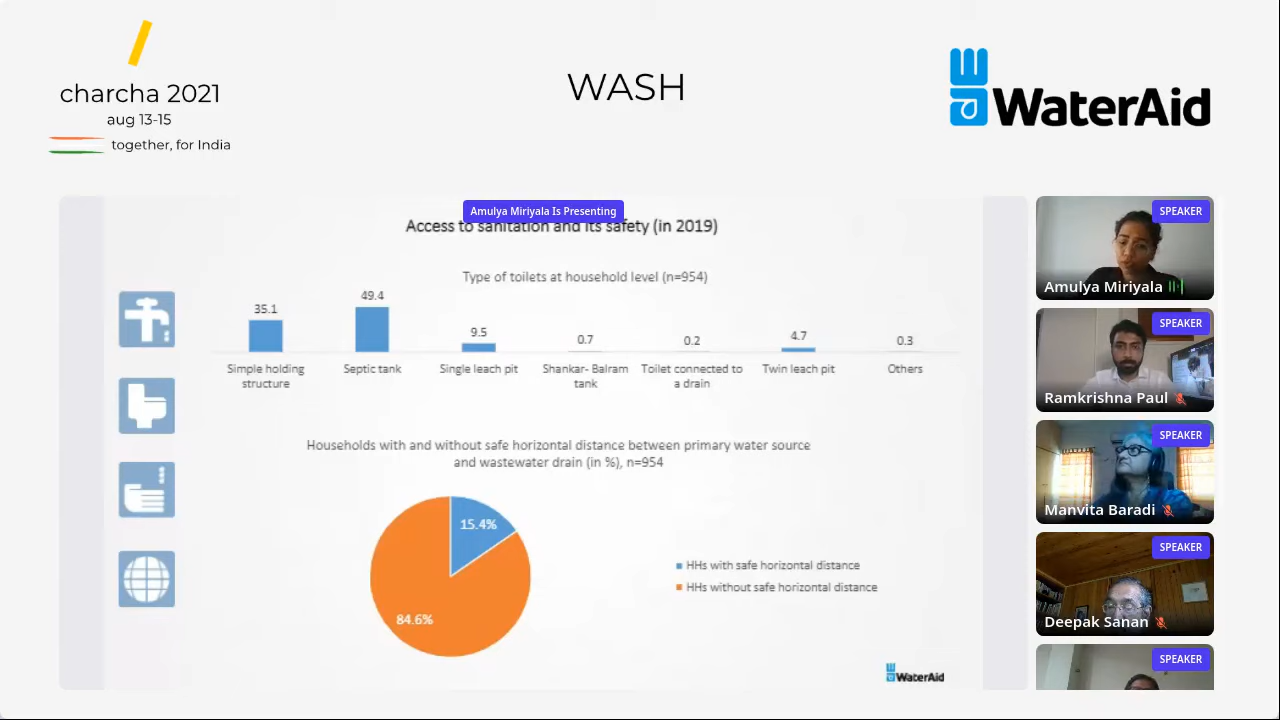 charcha 2021
aug 13-15
together, for India
WASH
WaterAid
Amulya Miriyala Is Presenting
Access to sanitation and its safety (in 2019)
Type of toilets at household level (n=954)
35.1
49.4
9.5
0.7
0.2
4.7
0.3
Simple holding
structure
Septic tank
Single leach pit
Shankar- Balram
tank
Toilet connected to
a drain
Twin leach pit
Others
Households with and without safe horizontal distance between primary water source
and wastewater drain (in %), n=954
15.4%
84.6%
HHs with safe horizontal distance
HHs without safe horizontal distance
WaterAid
SPEAKER
Amulya Miriyala
SPEAKER
Ramkrishna Paul
SPEAKER
Manvita Baradi
SPEAKER
Deepak Sanan
SPEAKER